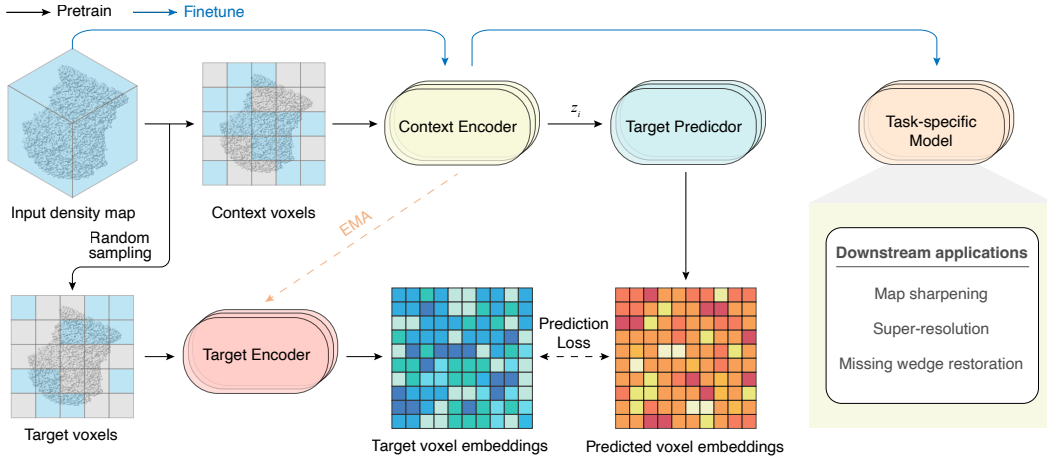 Pretrain
Finetune
Context Encoder
z_i
Target Predicdor
Task-specific
Model
Input density map
Context voxels
Random
sampling
EMA
Downstream applications
Map sharpening
Super-resolution
Missing wedge restoration
Target Encoder
Prediction
Loss
Target voxels
Target voxel embeddings
Predicted voxel embeddings